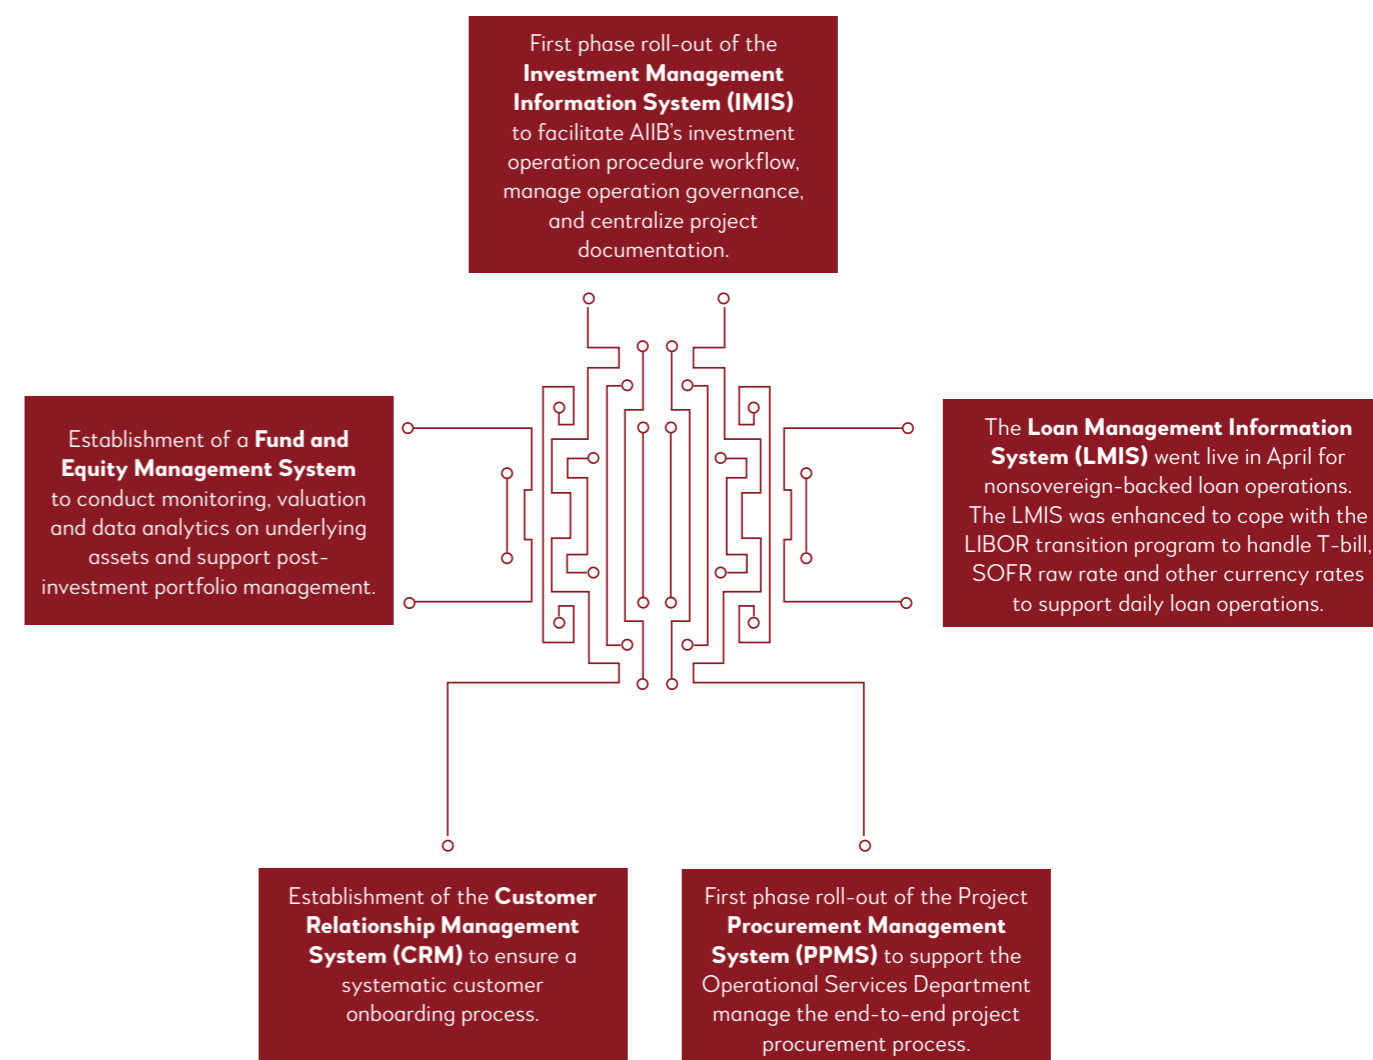 First phase roll-out of the
Investment Management
Information System (IMIS)
to facilitate AIIB’s investment
operation procedure workflow,
manage operation governance,
and centralize project
documentation.
Establishment of a Fund and
Equity Management System
to conduct monitoring, valuation
and data analytics on underlying
assets and support post-
investment portfolio management.
The Loan Management Information
System (LMIS) went live in April for
nonsovereign-backed loan operations.
The LMIS was enhanced to cope with the
LIBOR transition program to handle T-bill,
SOFR raw rate and other currency rates
to support daily loan operations.
Establishment of the Customer
Relationship Management
System (CRM) to ensure a
systematic customer
onboarding process.
First phase roll-out of the Project
Procurement Management
System (PPMS) to support the
Operational Services Department
manage the end-to-end project
procurement process.